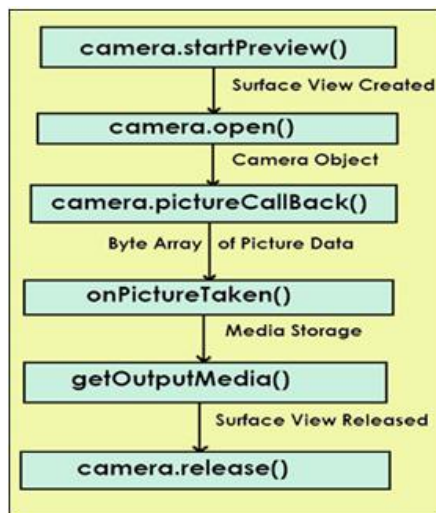 camera.startPreview()
Surface View Created
camera.open()
Camera Object
camera.pictureCallBack()
Byte Array of Picture Data
onPictureTaken()
Media Storage
getOutputMedia()
Surface View Released
camera.release()